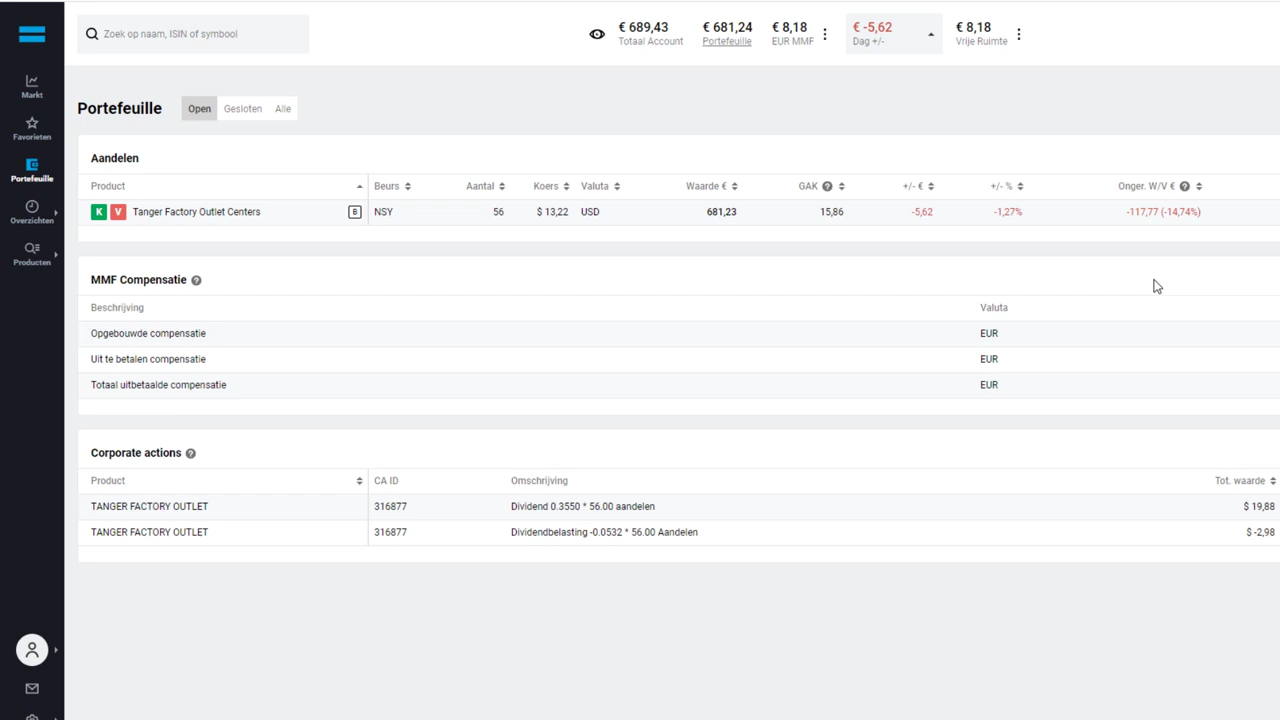 Zoek op naam, ISIN of symbool
€ 689,43
Totaal Account
€ 681,24
Portefeuille
€ 8,18
EUR MMF
€ -5,62
Dag +/-
€ 8,18
Vrije Ruimte
Markt
Favorieten
Portefeuille
Overzichten
Producten
Portefeuille Open Gesloten Alle
Aandelen
Product Beurs Aantal Koers Valuta Waarde € GAK +/- € +/- % Onger. W/V €
K V Tanger Factory Outlet Centers B NSY 56 $ 13,22 USD 681,23 15,86 -5,62 -1,27% -117,77 (-14,74%)
MMF Compensatie
Beschrijving Valuta
Opgebouwde compensatie EUR
Uit te betalen compensatie EUR
Totaal uitbetaalde compensatie EUR
Corporate actions
Product CA ID Omschrijving Tot. waarde
TANGER FACTORY OUTLET 316877 Dividend 0.3550 * 56.00 aandelen $ 19,88
TANGER FACTORY OUTLET 316877 Dividendbelasting -0.0532 * 56.00 Aandelen $ -2,98